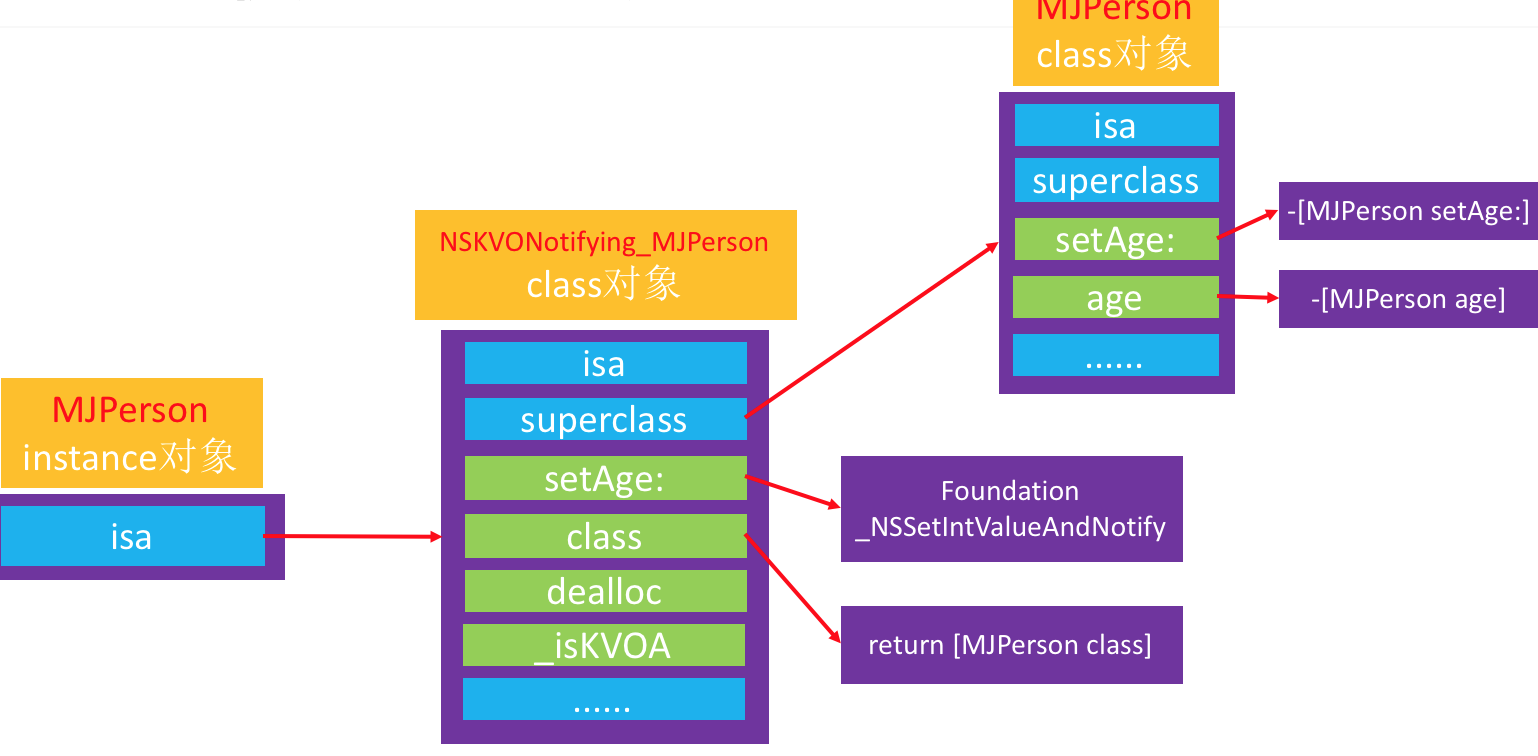 MJPerson
class对象
isa
superclass
setAge:
age
......
-[MJPerson setAge:]
-[MJPerson age]
NSKVONotifying_MJPerson
class对象
isa
superclass
setAge:
class
dealloc
_isKVOA
......
Foundation
_NSSetIntValueAndNotify
return [MJPerson class]
MJPerson
instance对象
isa